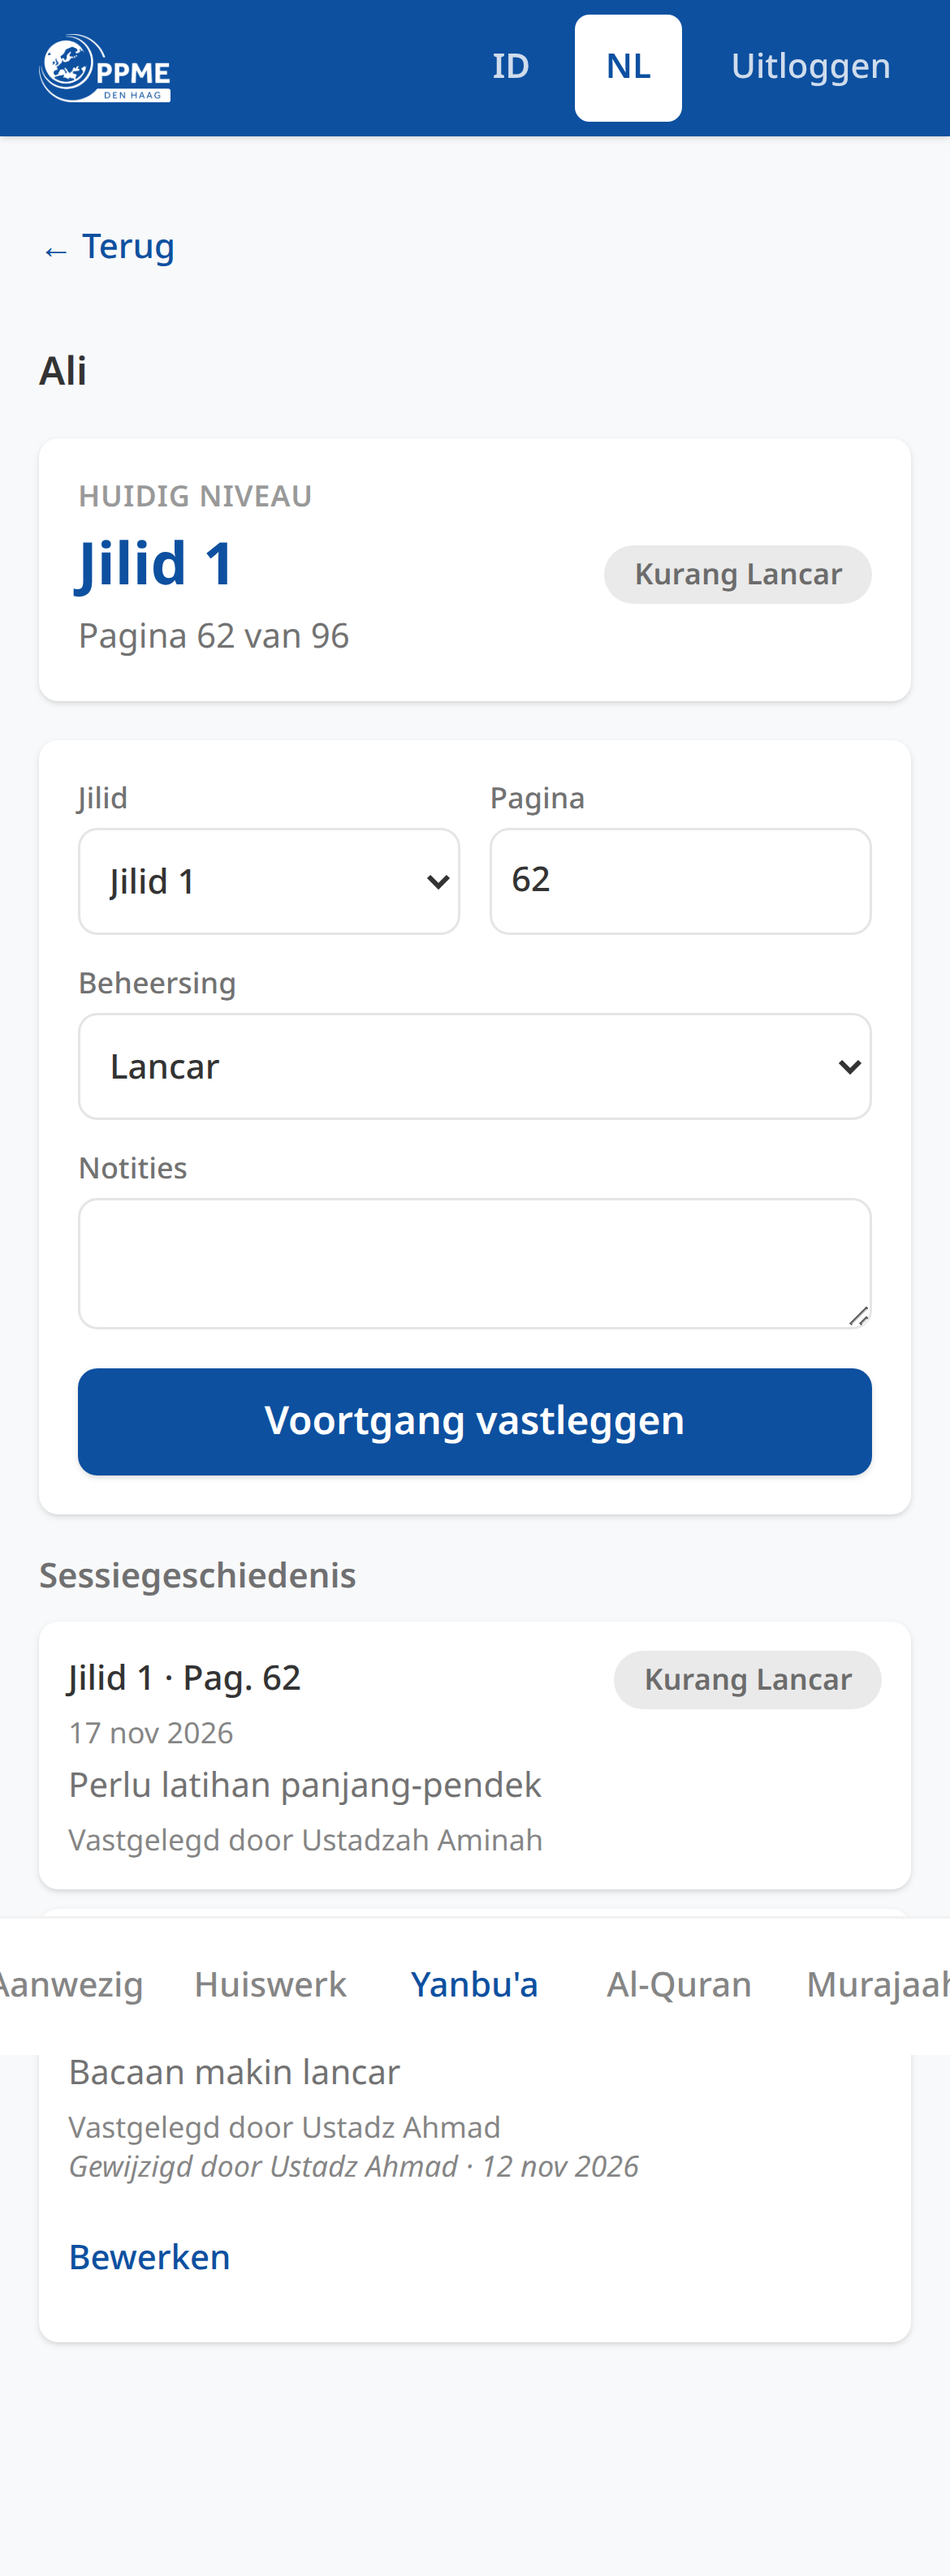 PPME
DEN HAAG
ID
NL
Uitloggen
← Terug
Ali
HUIDIG NIVEAU
Jilid 1
Kurang Lancar
Pagina 62 van 96
Jilid
Pagina
Jilid 1
62
Beheersing
Lancar
Notities
Voortgang vastleggen
Sessiegeschiedenis
Jilid 1 · Pag. 62
Kurang Lancar
17 nov 2026
Perlu latihan panjang-pendek
Vastgelegd door Ustadzah Aminah
Aanwezig
Huiswerk
Yanbu'a
Al-Quran
Murajaah
Bacaan makin lancar
Vastgelegd door Ustadz Ahmad
Gewijzigd door Ustadz Ahmad · 12 nov 2026
Bewerken